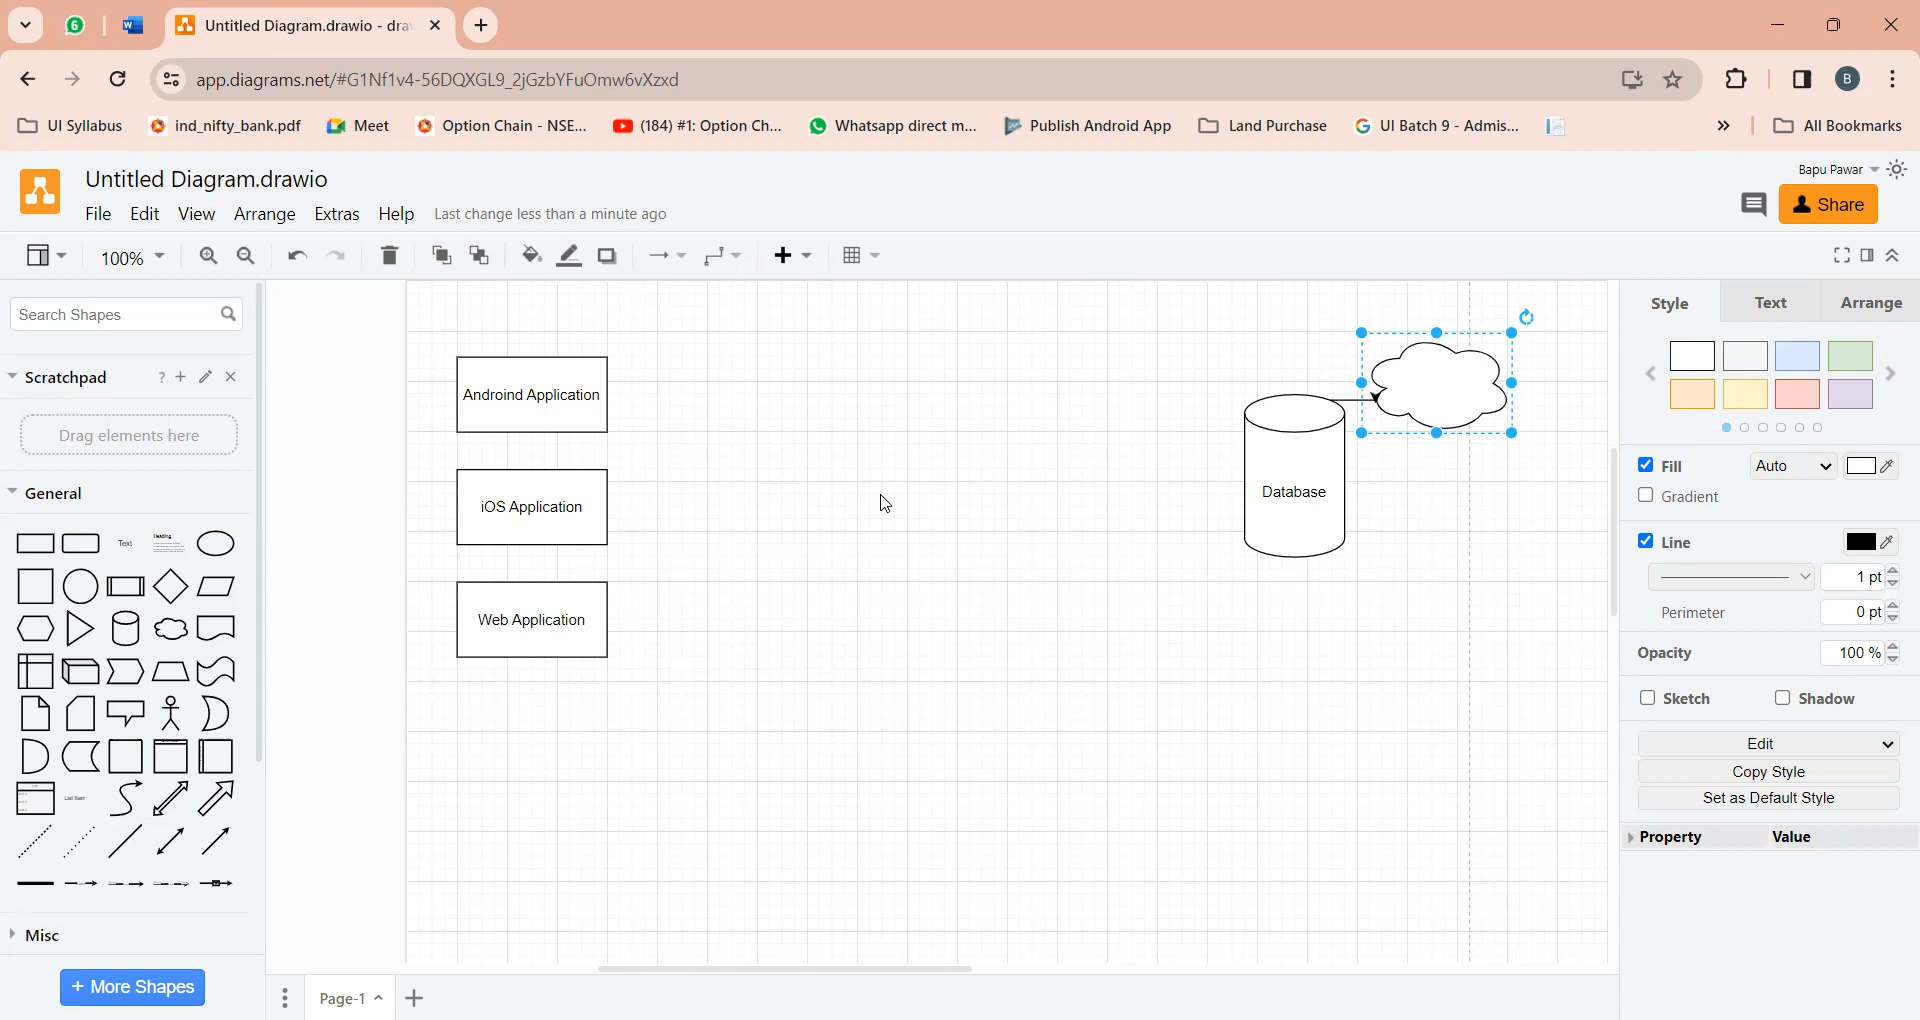 6
Untitled Diagram.drawio - dra
app.diagrams.net/#G1Nf1v4-56DQXGL9_2jGzbYFuOmw6vXzxd
B
UI Syllabus
ind_nifty_bank.pdf
Meet
Option Chain - NSE...
(184) #1: Option Ch...
Whatsapp direct m...
Publish Android App
Land Purchase
UI Batch 9 - Admis...
All Bookmarks
Untitled Diagram.drawio
Bapu Pawar
File Edit View Arrange Extras Help Last change less than a minute ago
Share
100%
Search Shapes
Scratchpad ?
Drag elements here
General
Text
Heading
List Item
Misc
+ More Shapes
Androind Application
iOS Application
Web Application
Database
Page-1
Style Text Arrange
Fill Auto
Gradient
Line
1 pt
Perimeter 0 pt
Opacity 100 %
Sketch Shadow
Edit
Copy Style
Set as Default Style
Property Value